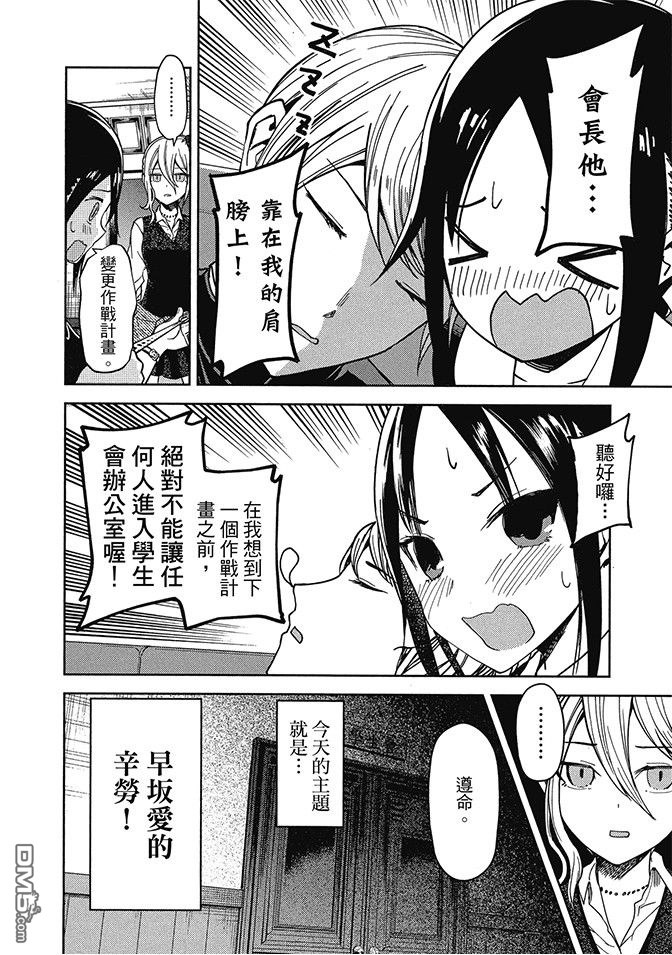 會長他…
靠在我的肩
膀上！
zzz
………
變更作戰計畫。
聽好囉…
在我想到下
一個作戰計
畫之前，
絕對不能讓任
何人進入學生
會辦公室喔！
………
遵命。
今天的主題
就是…
早坂愛的
辛勞！
DM5.com